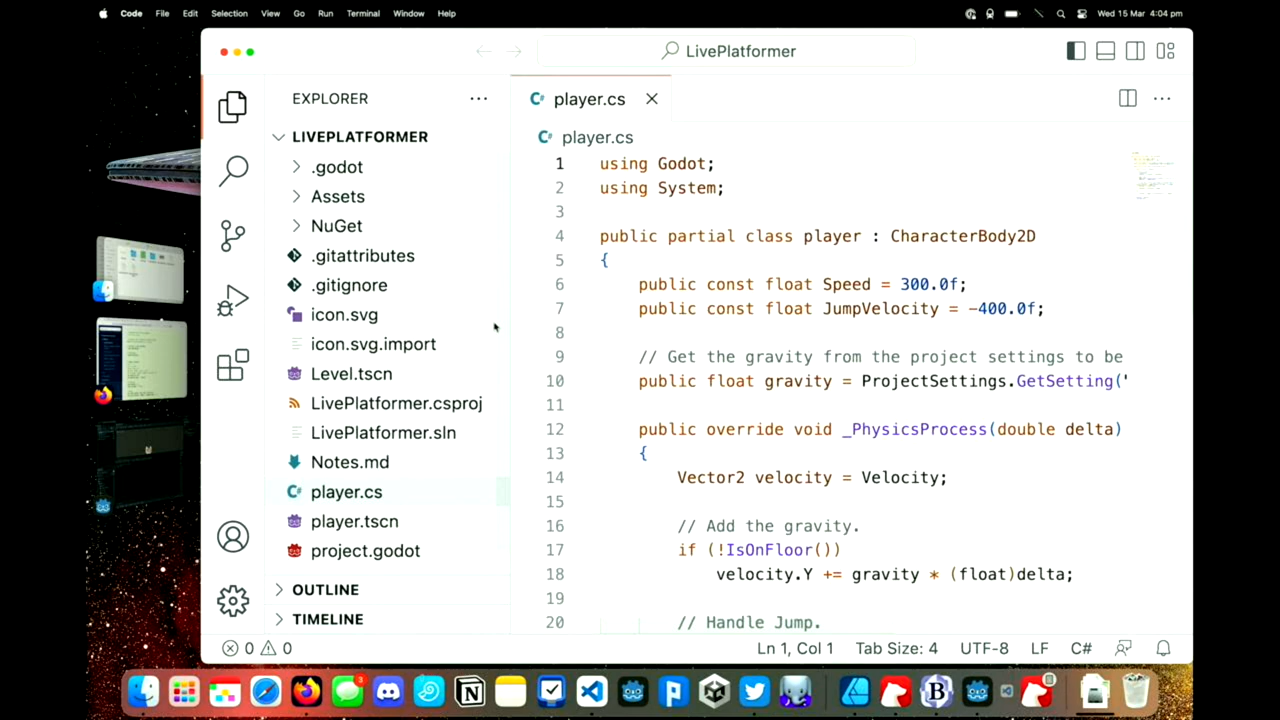 Code File Edit Selection View Go Run Terminal Window Help
Wed 15 Mar 4:04 pm
LivePlatformer
EXPLORER
LIVEPLATFORMER
.godot
Assets
NuGet
.gitattributes
.gitignore
icon.svg
icon.svg.import
Level.tscn
LivePlatformer.csproj
LivePlatformer.sln
Notes.md
player.cs
player.tscn
project.godot
OUTLINE
TIMELINE
player.cs
player.cs
1 using Godot;
2 using System;
3
4 public partial class player : CharacterBody2D
5 {
6 public const float Speed = 300.0f;
7 public const float JumpVelocity = -400.0f;
8
9 // Get the gravity from the project settings to be
10 public float gravity = ProjectSettings.GetSetting("
11
12 public override void _PhysicsProcess(double delta)
13 {
14 Vector2 velocity = Velocity;
15
16 // Add the gravity.
17 if (!IsOnFloor())
18 velocity.Y += gravity * (float)delta;
19
20 // Handle Jump.
0 0
Ln 1, Col 1 Tab Size: 4 UTF-8 LF C#
3